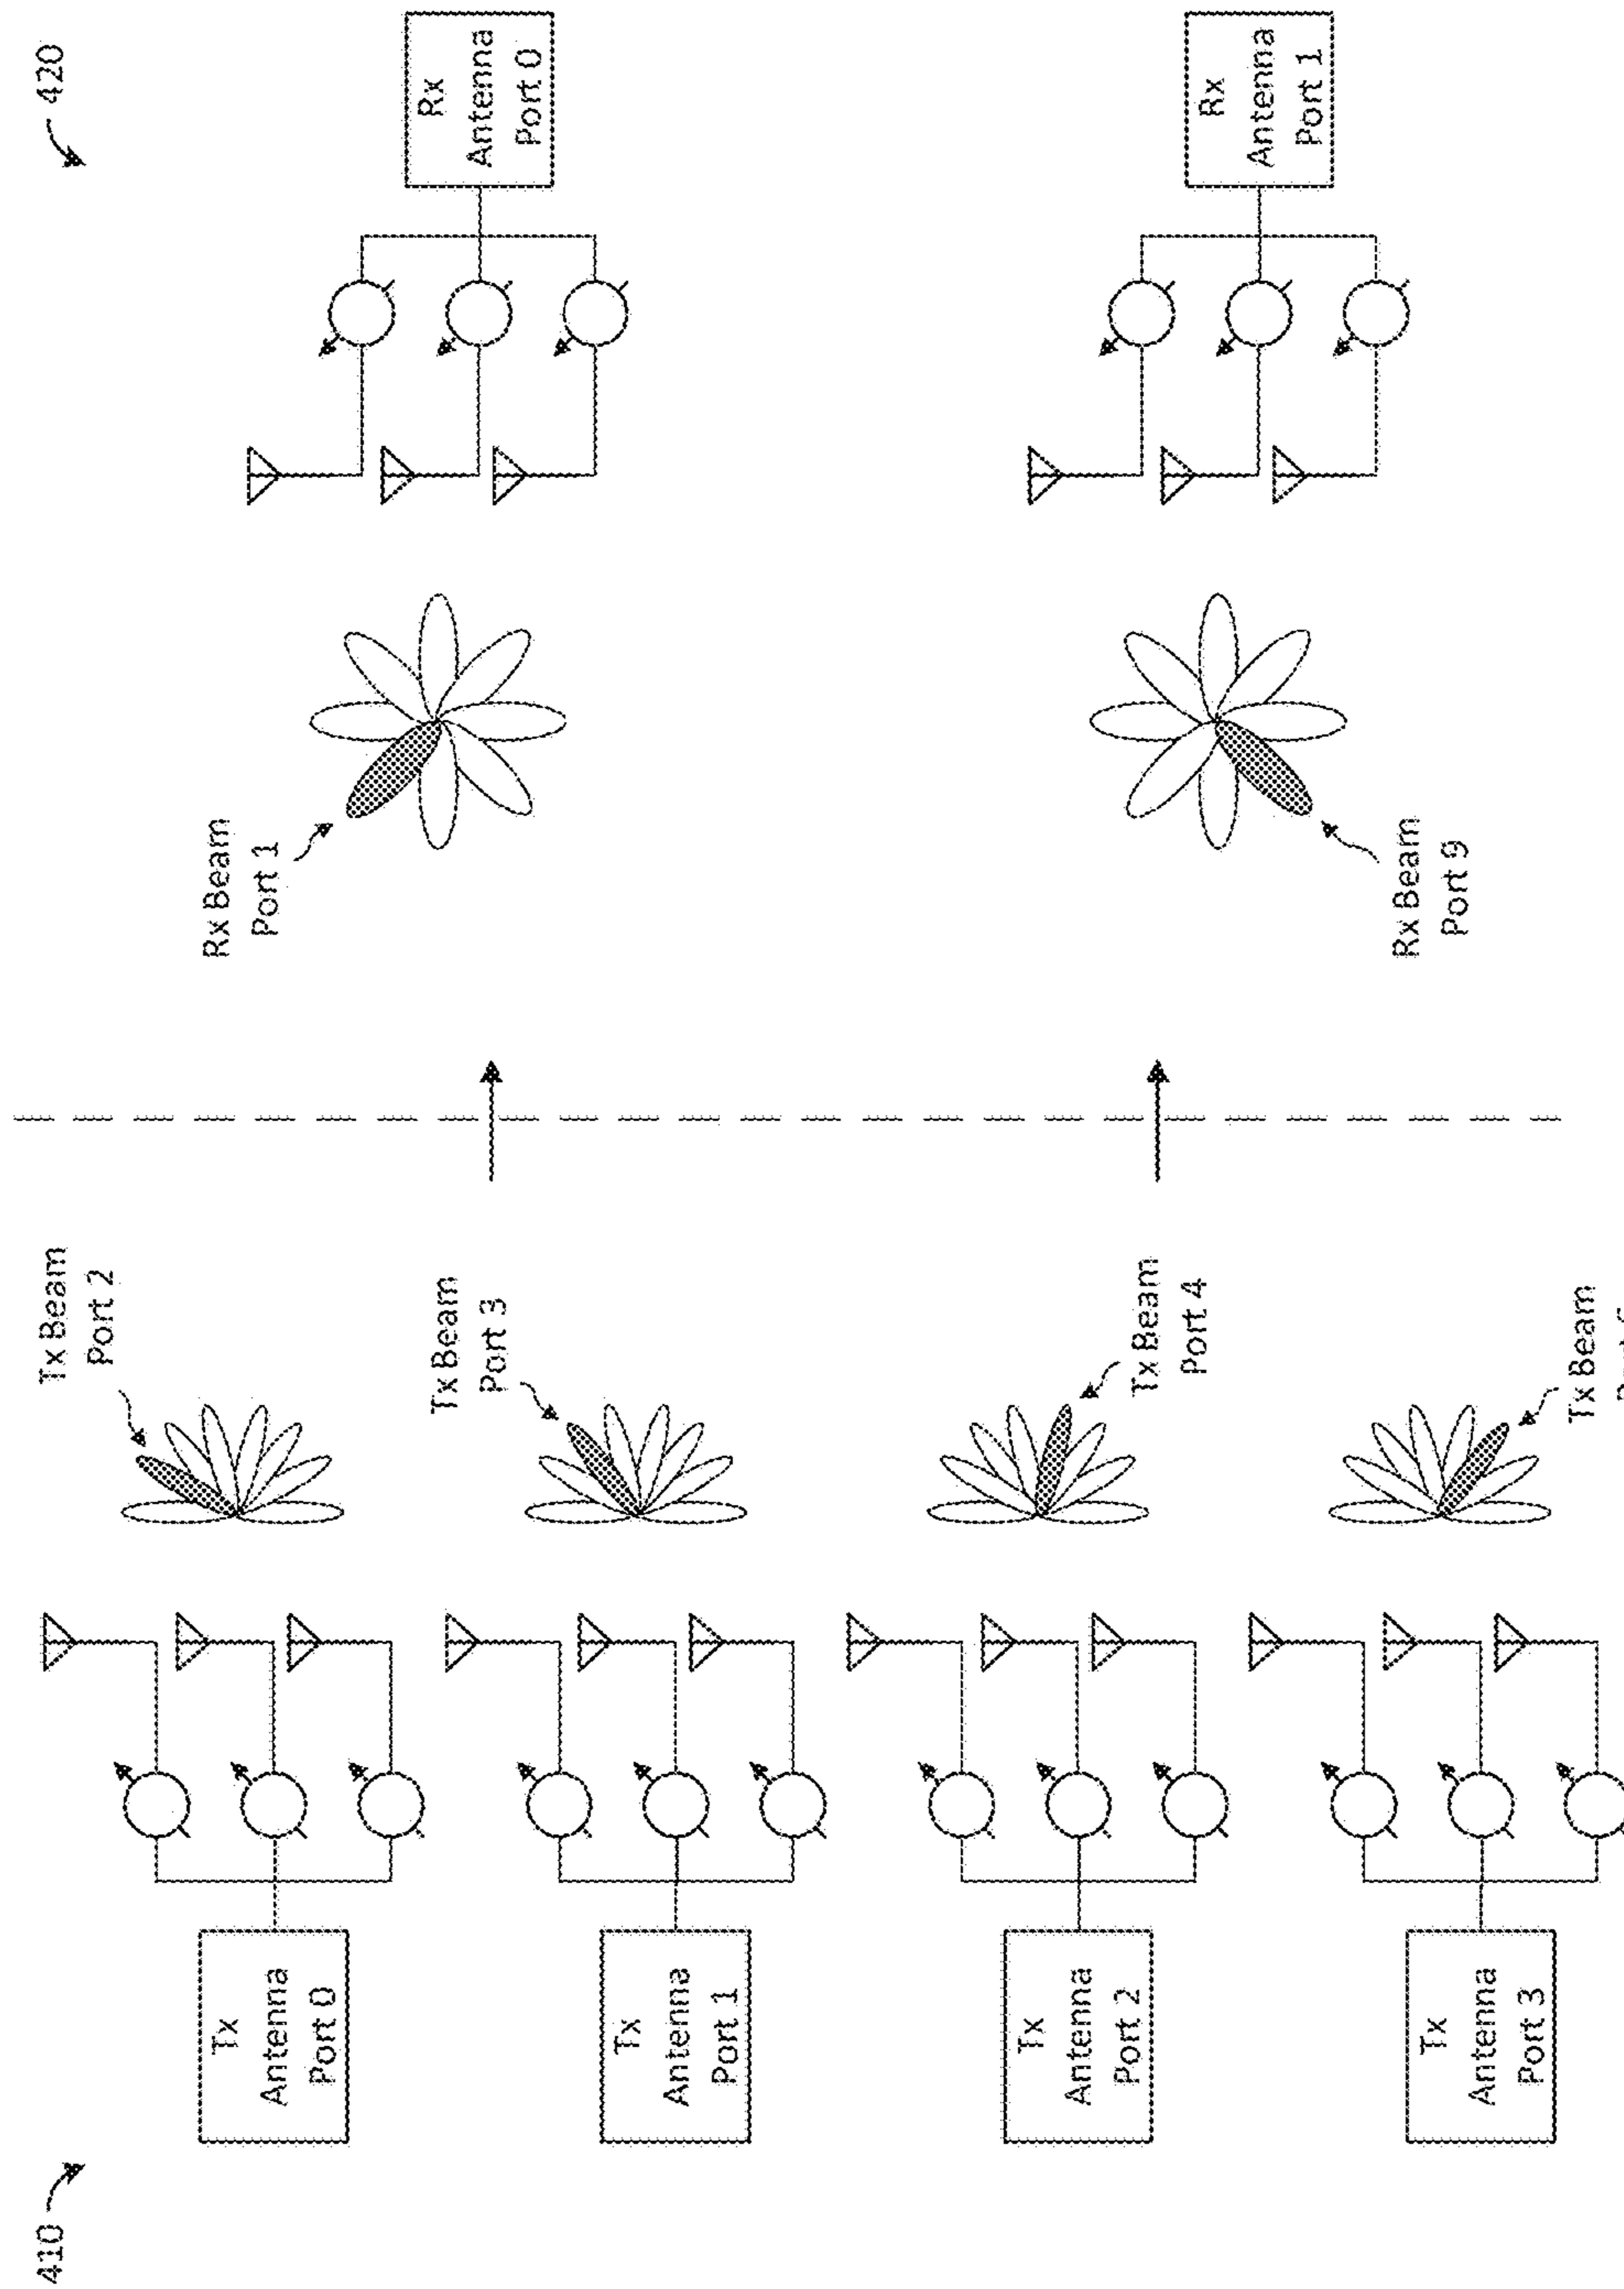 410
420
Tx
Antenna
Port 0
Tx Beam
Port 2
Rx Beam
Port 1
Rx
Antenna
Port 0
Tx
Antenna
Port 1
Tx Beam
Port 3
Tx
Antenna
Port 2
Tx Beam
Port 4
Rx Beam
Port 9
Rx
Antenna
Port 1
Tx
Antenna
Port 3
Tx Beam